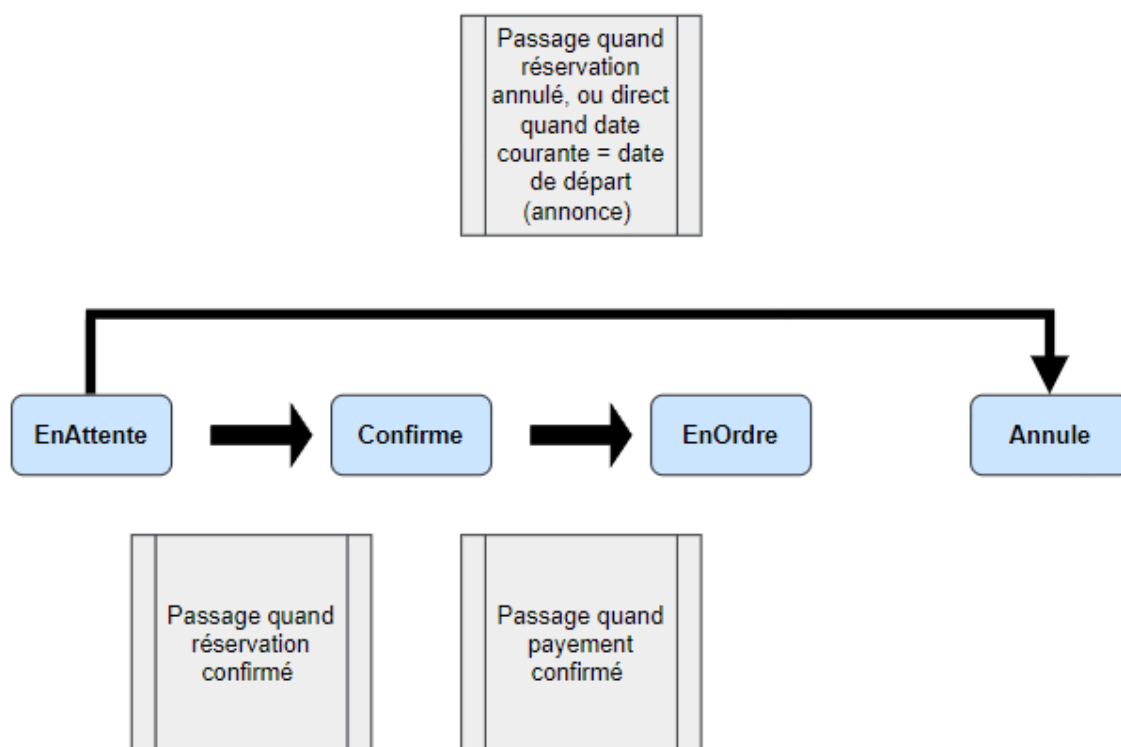 Passage quand
réservation
annulé, ou direct
quand date
courante = date
de départ
(annonce)
EnAttente
Confirme
EnOrdre
Annule
Passage quand
réservation
confirmé
Passage quand
payement
confirmé